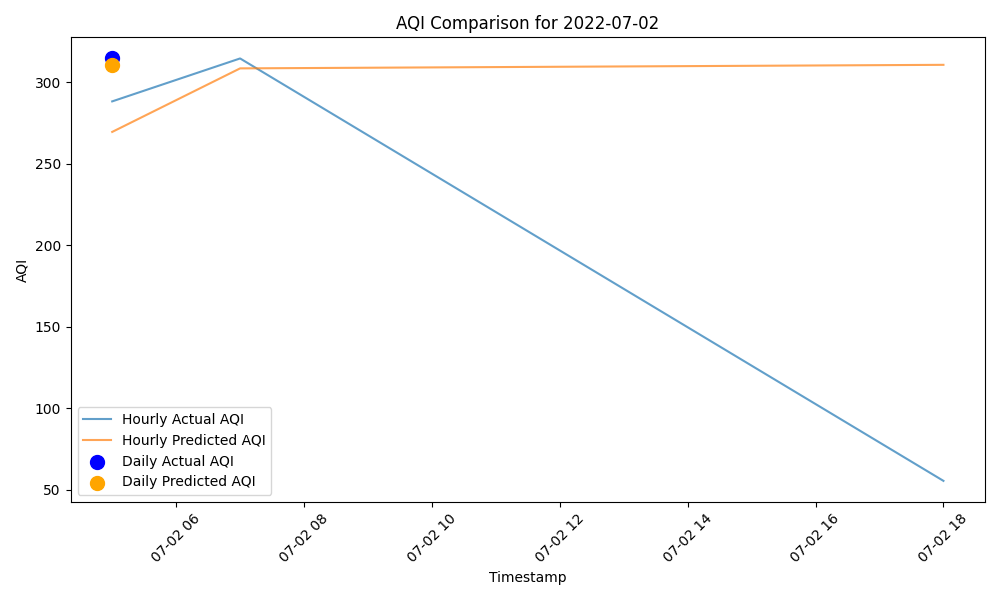 AQI Comparison for 2022-07-02
AQI
300
250
200
150
100
50
Hourly Actual AQI
Hourly Predicted AQI
Daily Actual AQI
Daily Predicted AQI
07-02 06
07-02 08
07-02 10
07-02 12
07-02 14
07-02 16
07-02 18
Timestamp